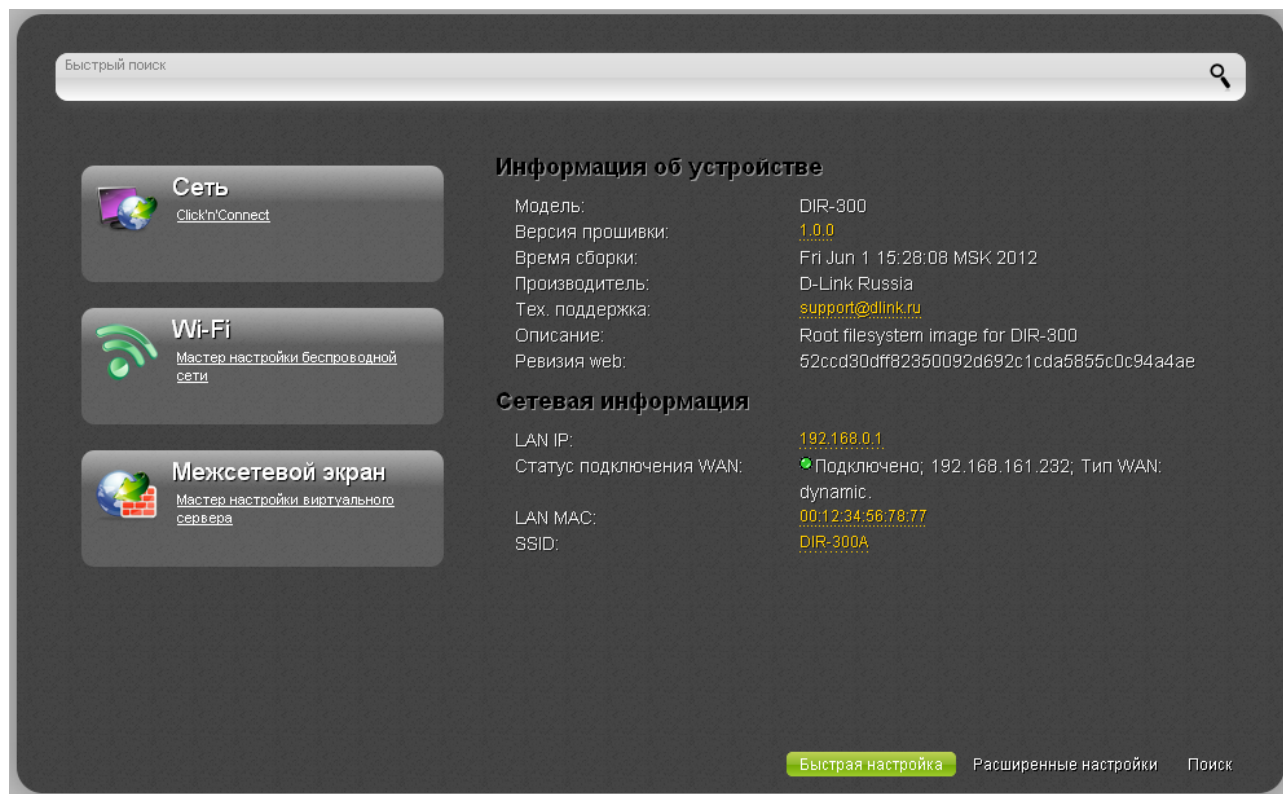 Быстрый поиск
Сеть
Click'n'Connect
Wi-Fi
Мастер настройки беспроводной
сети
Межсетевой экран
Мастер настройки виртуального
сервера
Информация об устройстве
Модель: DIR-300
Версия прошивки: 1.0.0
Время сборки: Fri Jun 1 15:28:08 MSK 2012
Производитель: D-Link Russia
Тех. поддержка: support@dlink.ru
Описание: Root filesystem image for DIR-300
Ревизия web: 52ccd30dff82350092d692c1cda5855c0c94a4ae
Сетевая информация
LAN IP: 192.168.0.1
Статус подключения WAN: Подключено; 192.168.161.232; Тип WAN:
dynamic.
LAN MAC: 00:12:34:56:78:77
SSID: DIR-300A
Быстрая настройка Расширенные настройки Поиск